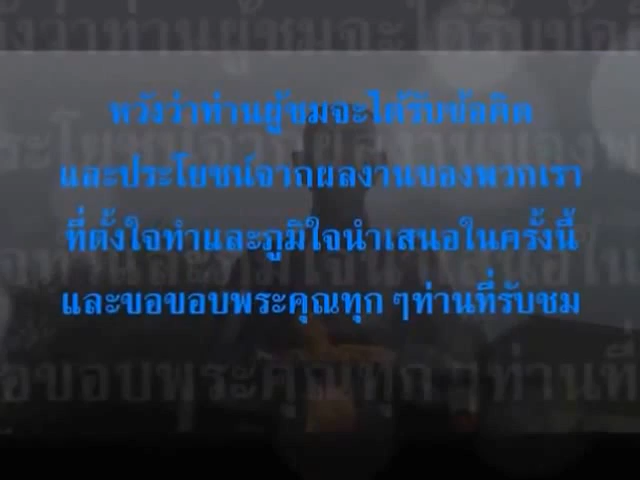 หวังว่าท่านผู้ชมจะได้รับข้อคิด
และประโยชน์จากผลงานของพวกเรา
ที่ตั้งใจทำและภูมิใจนำเสนอในครั้งนี้
และขอขอบพระคุณทุก ๆท่านที่รับชม